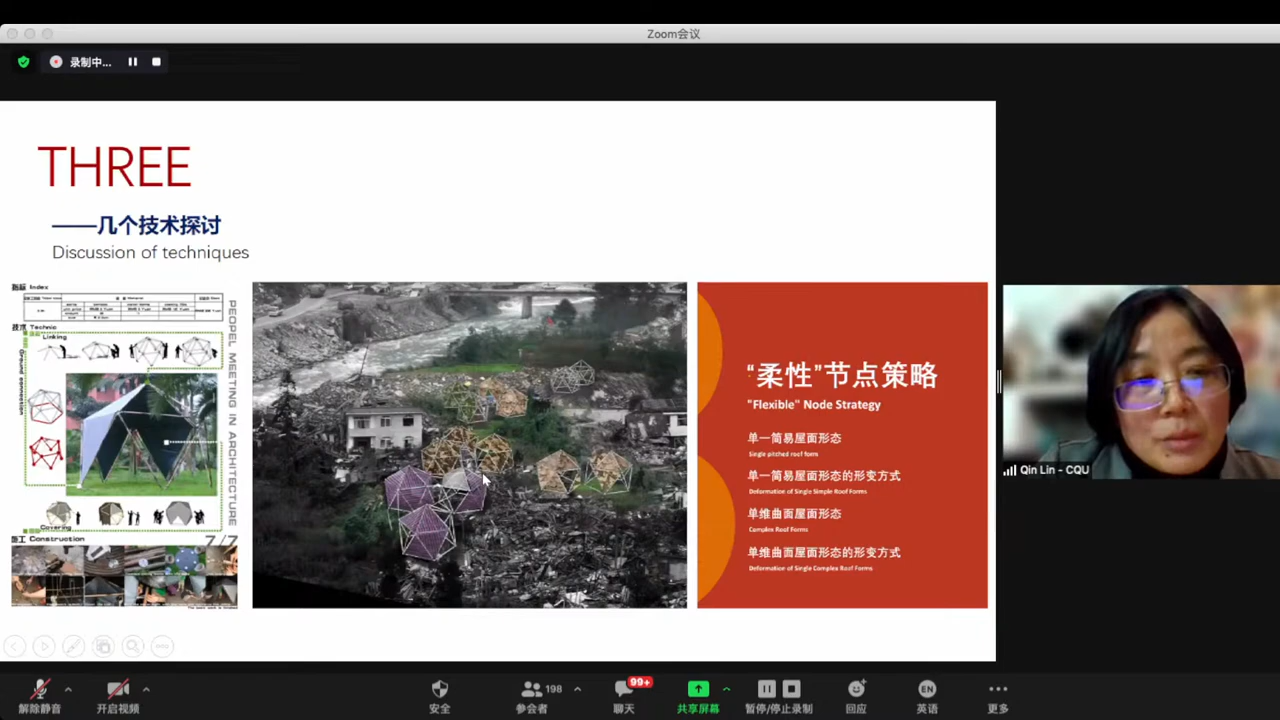 Zoom会议
录制中...
THREE
——几个技术探讨
Discussion of techniques
指标 Index
技术 Technic
Linking
Ground connection
Covering
PEOPEL MEETING IN ARCHITECTURE
7/7
施工 Construction
“柔性”节点策略
"Flexible" Node Strategy
单一简易屋面形态
Single pitched roof form
单一简易屋面形态的形变方式
Deformation of Single Simple Roof Forms
单维曲面屋面形态
Complex Roof Forms
单维曲面屋面形态的形变方式
Deformation of Single Complex Roof Forms
Qin Lin - CQU
解除静音
开启视频
安全
198
参会者
99+
聊天
共享屏幕
暂停/停止录制
回应
EN
英语
更多